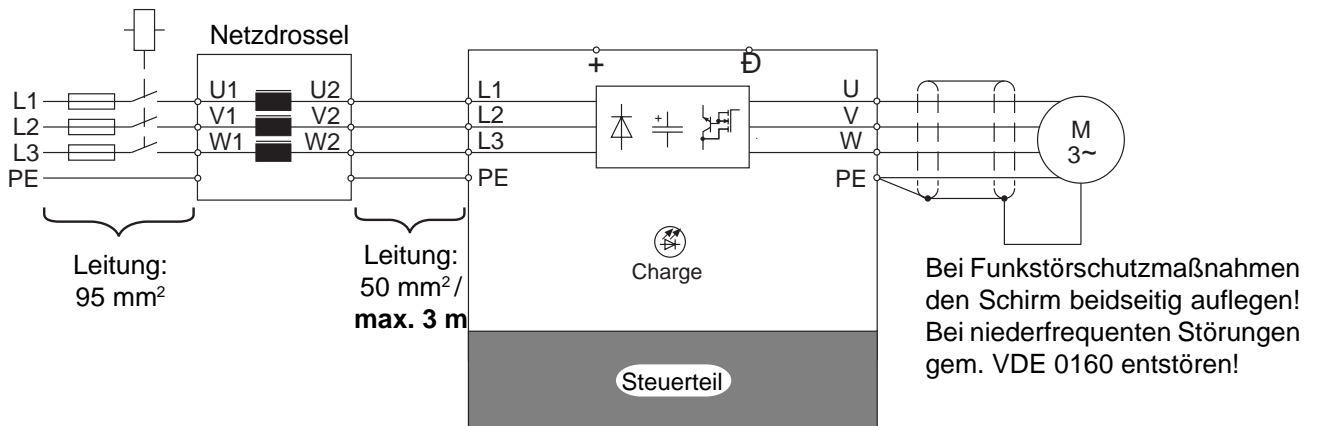 Netzdrossel
+
Đ
L1
U1
U2
L1
U
L2
V1
V2
L2
V
L3
W1
W2
L3
W
PE
PE
PE
+
M
3~
Charge
Leitung:
95 mm²
Leitung:
50 mm²/
max. 3 m
Bei Funkstörschutzmaßnahmen
den Schirm beidseitig auflegen!
Bei niederfrequenten Störungen
gem. VDE 0160 entstören!
Steuerteil